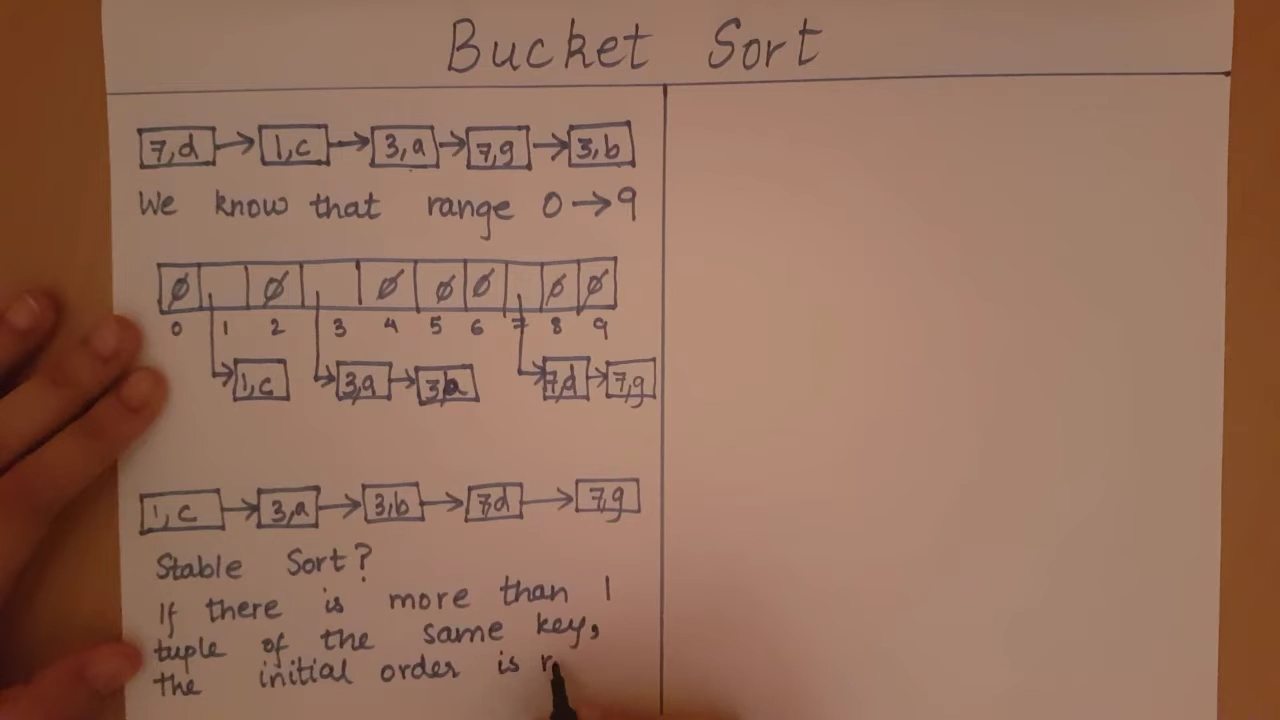 Bucket Sort
7,d → 1,c → 3,a → 7,g → 3,b
We know that range 0 → 9
∅ ∅ ∅ ∅ ∅ ∅ ∅
0 1 2 3 4 5 6 7 8 9
1,c 3,a → 7,d → 7,g
1,c → 3,a → 3,b → 7,d → 7,g
Stable Sort?
If there is more than 1
tuple of the same key,
the initial order is